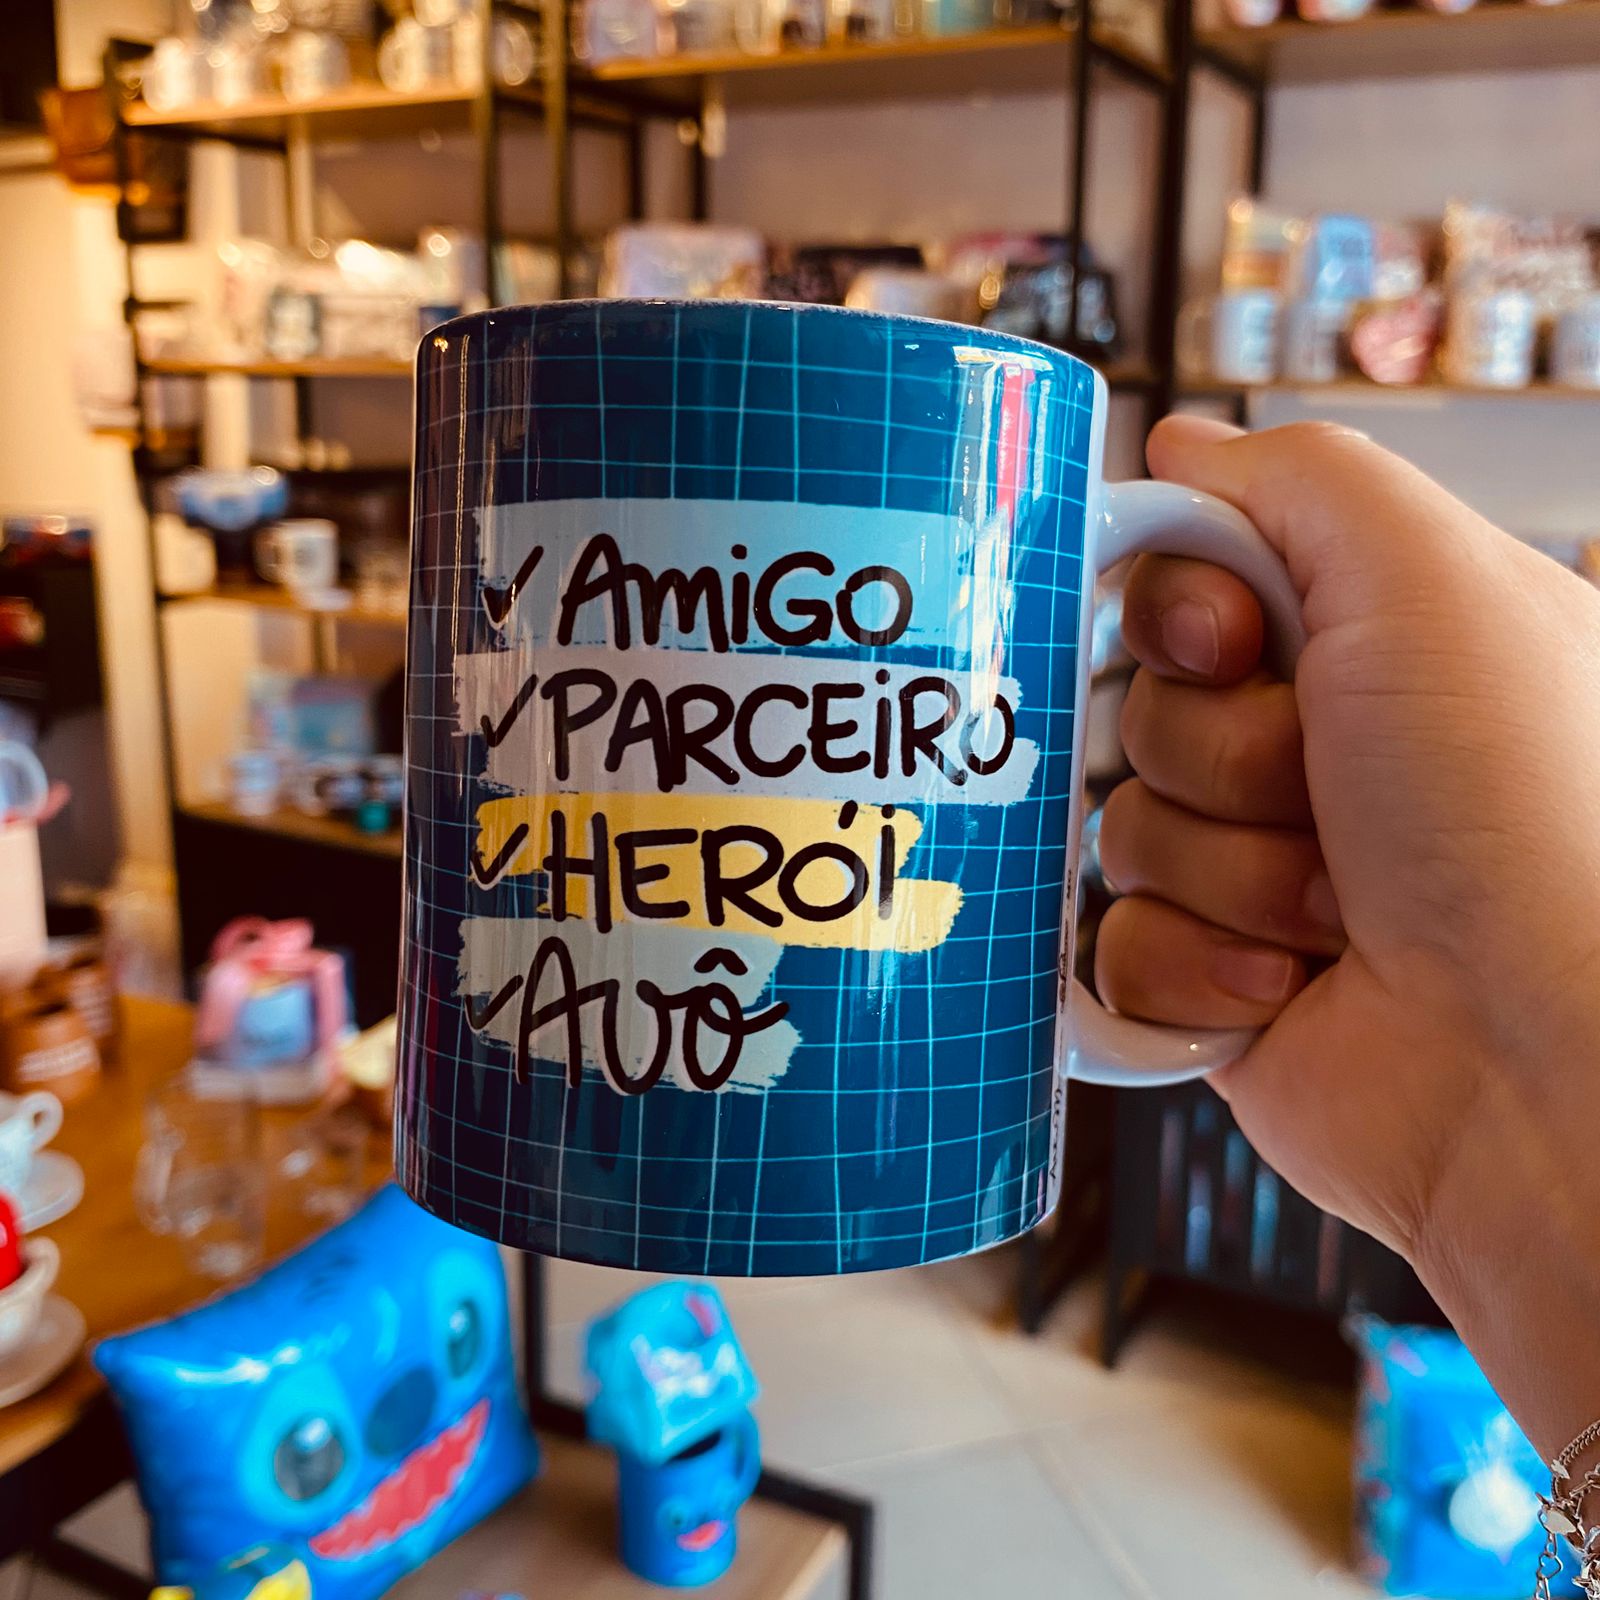 ✓ AMiGO
✓ PARCEiRO
✓ HERÓi
✓ Avô